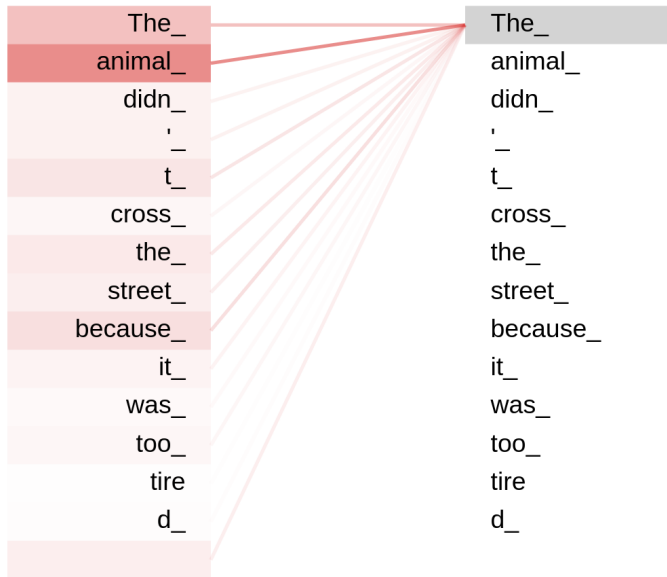 The_ The_
animal_ animal_
didn_ didn_
'_ '_
t_ t_
cross_ cross_
the_ the_
street_ street_
because_ because_
it_ it_
was_ was_
too_ too_
tire tire
d_ d_